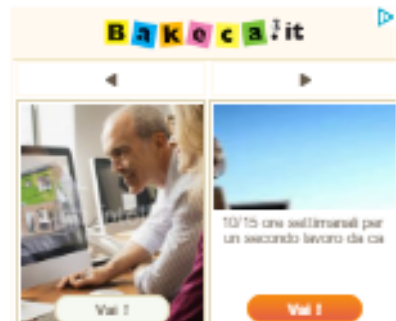 Bakeca.it
10/15 ore settimanali per
un secondo lavoro da ca
Vai !
Vai !